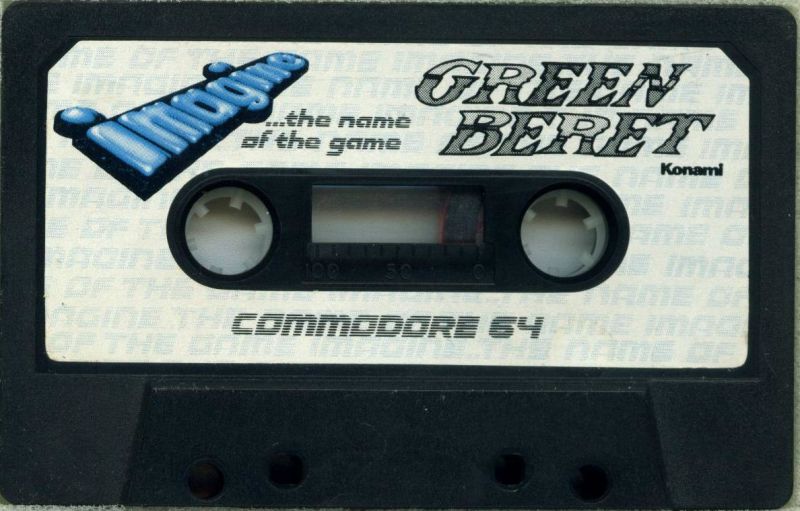 Imagine
...the name
of the game
GREEN
BERET
Konami
100 50 0
COMMODORE 64